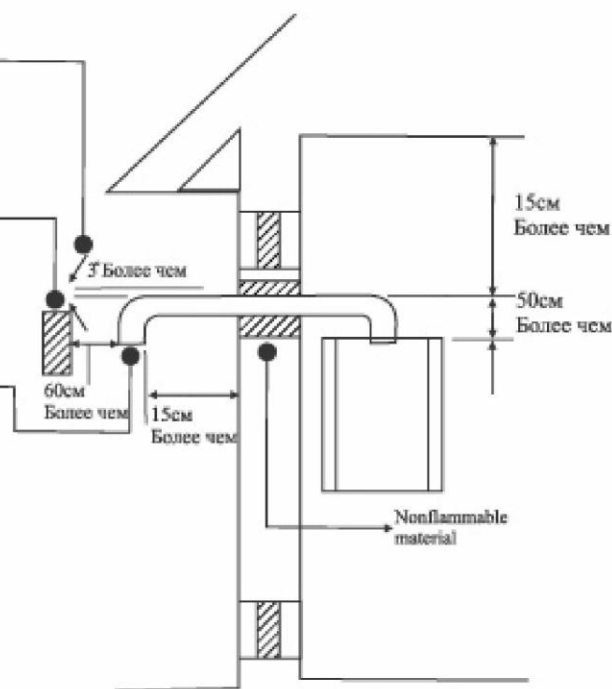 15см
Более чем
3° Более чем
50см
Более чем
60см
Более чем
15см
Более чем
Nonflammable
material